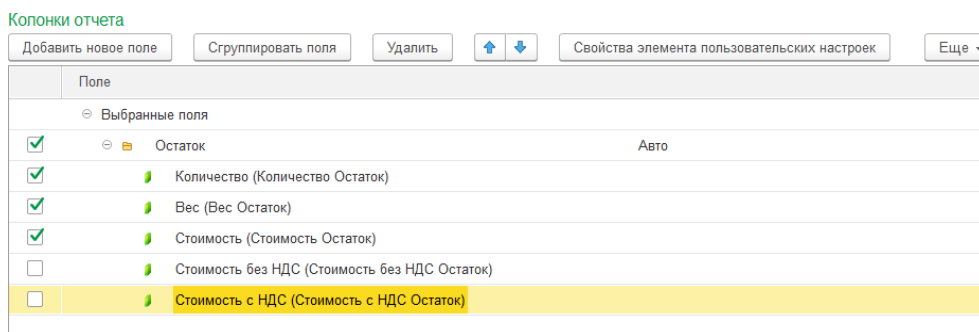 Колонки отчета
Добавить новое поле Сгруппировать поля Удалить Свойства элемента пользовательских настроек Еще
Поле
Выбранные поля
Остаток Авто
Количество (Количество Остаток)
Вес (Вес Остаток)
Стоимость (Стоимость Остаток)
Стоимость без НДС (Стоимость без НДС Остаток)
Стоимость с НДС (Стоимость с НДС Остаток)